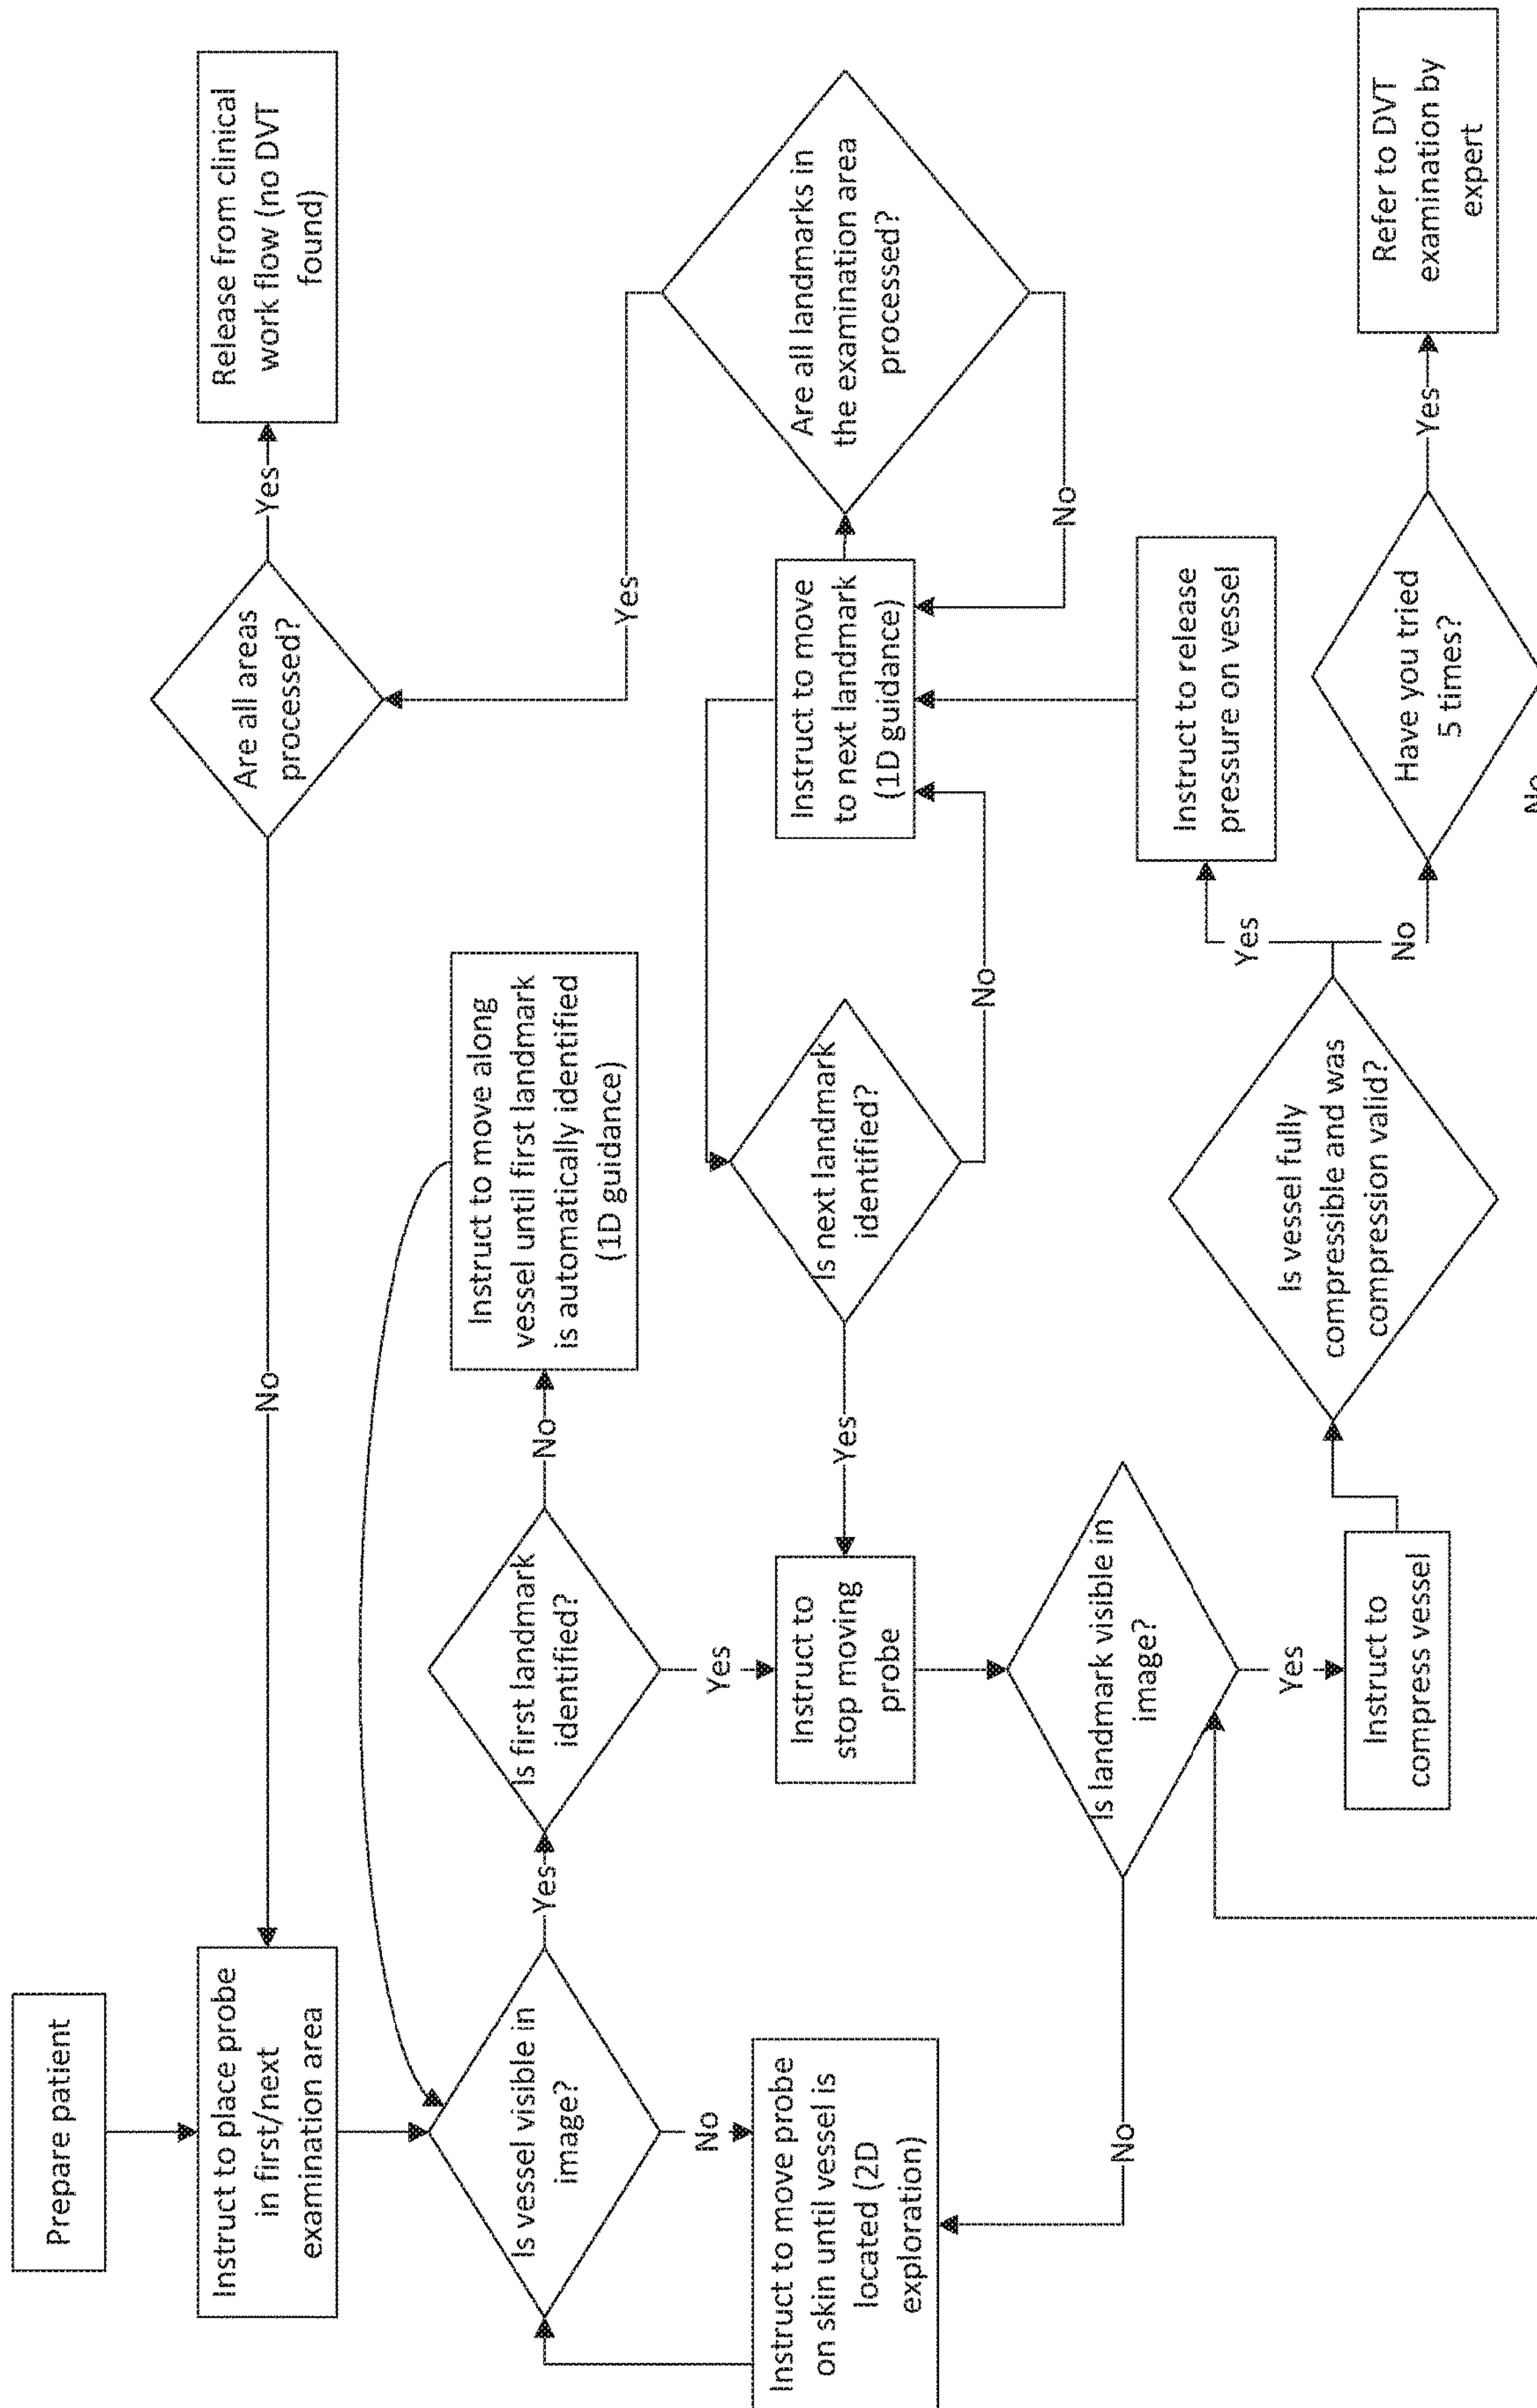 Prepare patient
Instruct to place probe
in first/next
examination area
No
Are all areas
processed?
Yes
Release from clinical
work flow (no DVT
found)
Is vessel visible in
image?
Yes
Is first landmark
identified?
No
Instruct to move along
vessel until first landmark
is automatically identified
(1D guidance)
Yes
No
Instruct to move probe
on skin until vessel is
located (2D
exploration)
Yes
Instruct to
stop moving
probe
Yes
Is next landmark
identified?
No
Instruct to move
to next landmark
(1D guidance)
Are all landmarks in
the examination area
processed?
No
No
Is landmark visible in
image?
Yes
Instruct to
compress vessel
Is vessel fully
compressible and was
compression valid?
Yes
Instruct to release
pressure on vessel
No
Have you tried
5 times?
Yes
Refer to DVT
examination by
expert
No